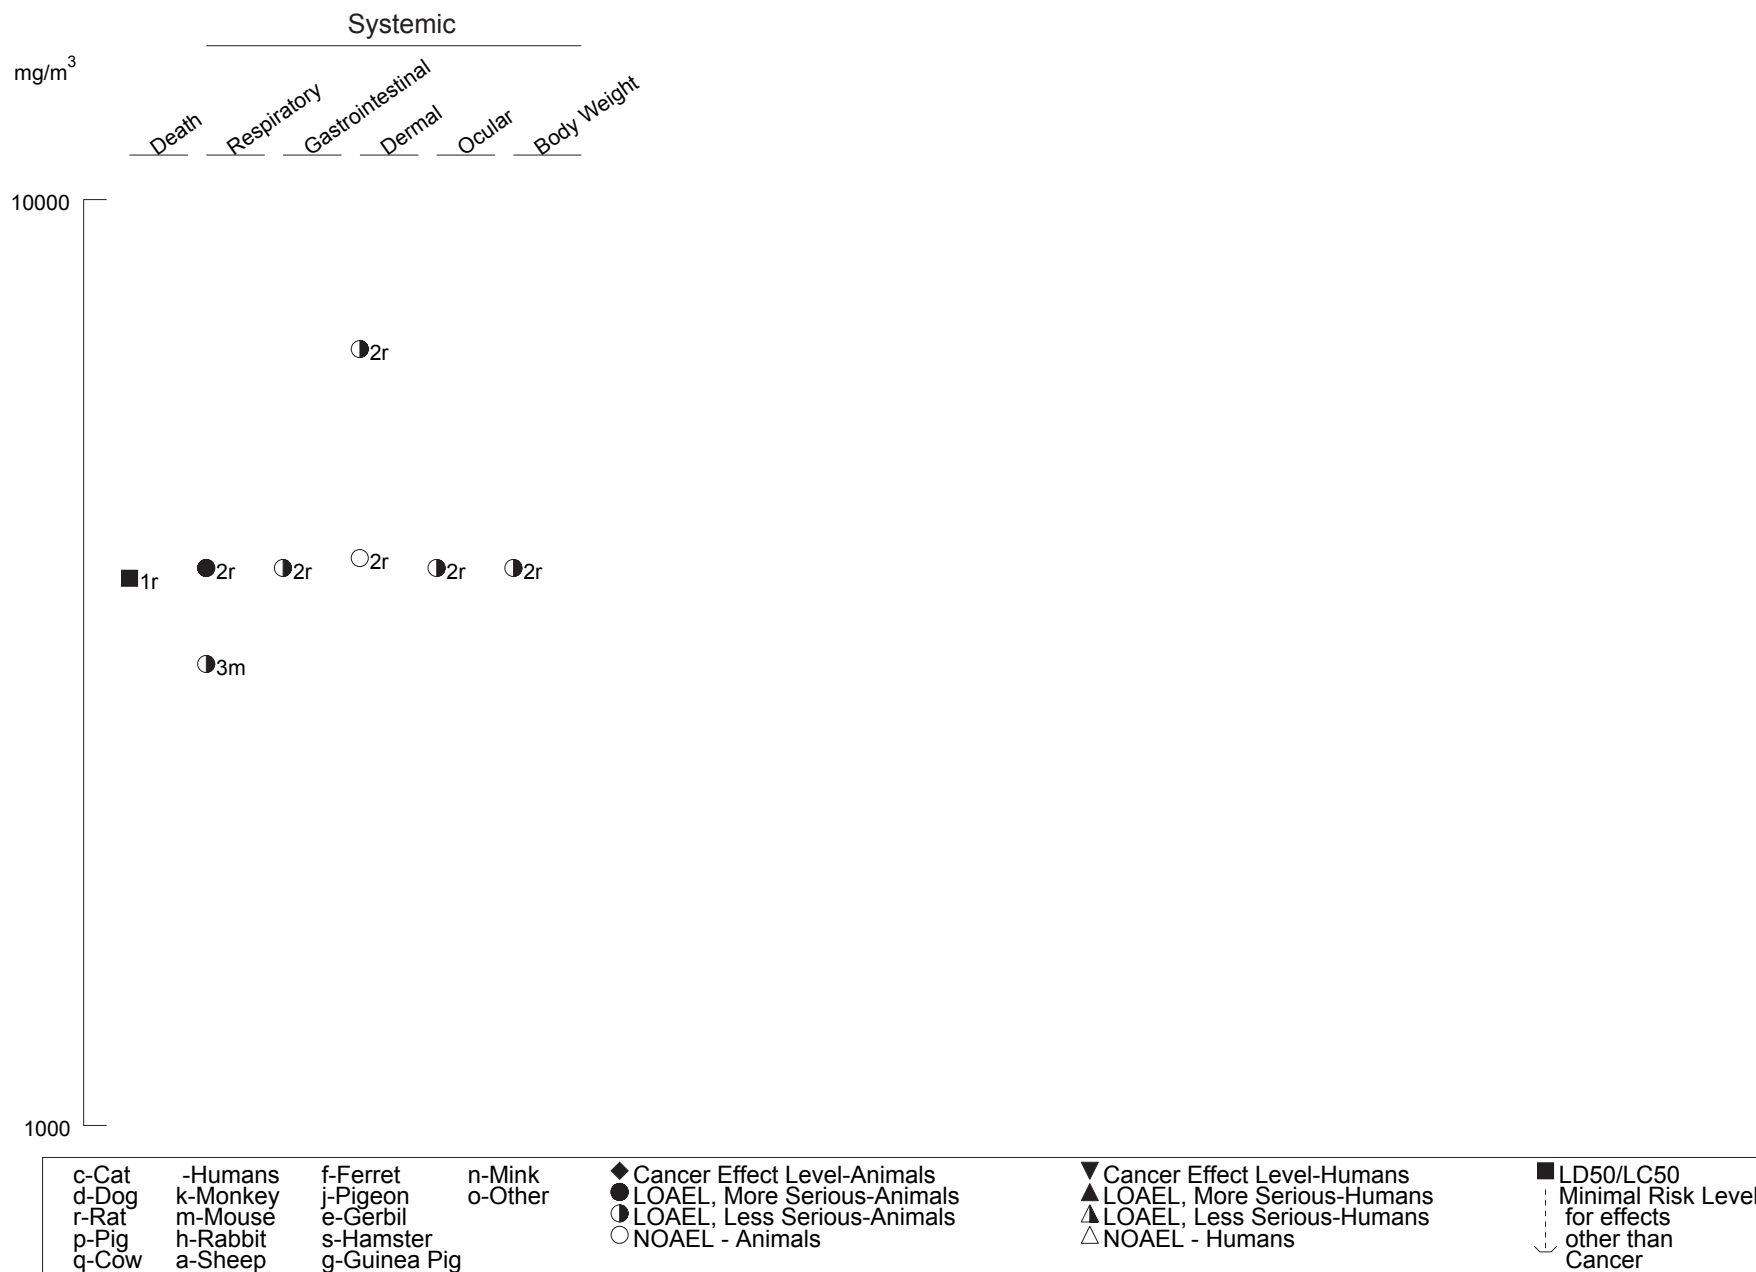 Systemic
mg/m3
Death Respiratory Gastrointestinal Dermal Ocular Body Weight
10000
2r
2r
1r 2r 2r 2r 2r
3m
1000
c-Cat -Humans f-Ferret n-Mink Cancer Effect Level-Animals Cancer Effect Level-Humans LD50/LC50
d-Dog k-Monkey j-Pigeon o-Other LOAEL, More Serious-Animals LOAEL, More Serious-Humans Minimal Risk Level
r-Rat m-Mouse e-Gerbil LOAEL, Less Serious-Animals LOAEL, Less Serious-Humans for effects
p-Pig h-Rabbit s-Hamster NOAEL - Animals NOAEL - Humans other than
q-Cow a-Sheep g-Guinea Pig Cancer